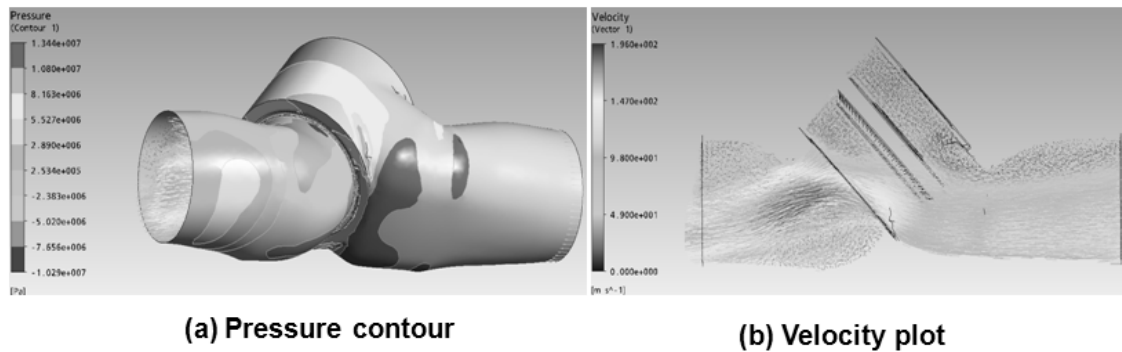 Pressure
(Contour 1)
1.344e+007
1.080e+007
8.163e+006
5.527e+006
2.890e+006
2.534e+005
-2.383e+006
-5.020e+006
-7.656e+006
-1.029e+007
[Pa]
Velocity
(Vector 1)
1.960e+002
1.470e+002
9.800e+001
4.900e+001
0.000e+000
[m s^-1]
(a) Pressure contour
(b) Velocity plot